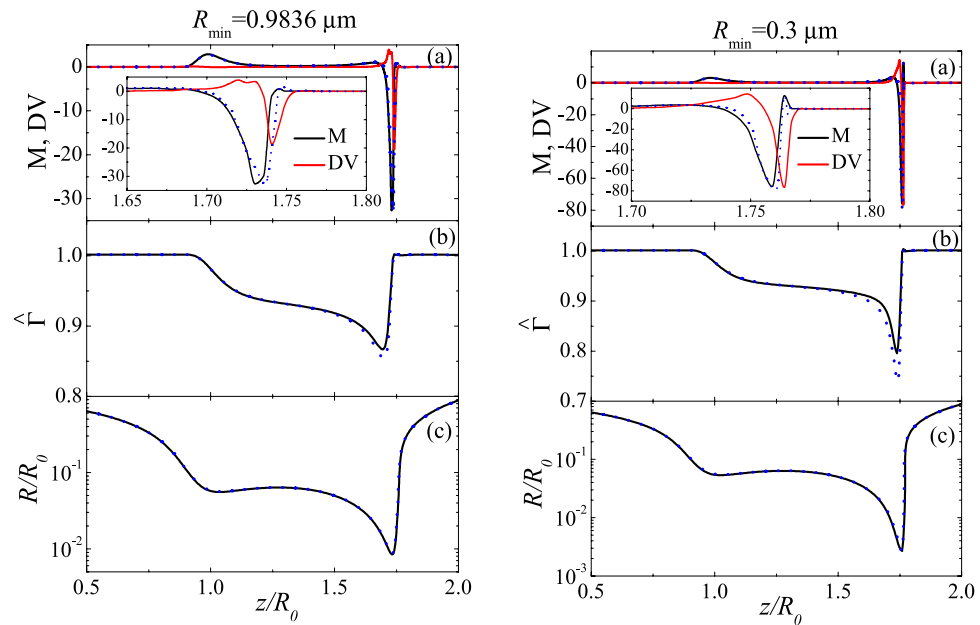 R_min=0.9836 μm
(a)
M, DV
0
-10
-20
-30
0
-10
-20
-30
M
DV
1.65 1.70 1.75 1.80
(b)
Γ̂
1.0
0.9
0.8
(c)
R/R_0
10^-1
10^-2
0.5 1.0 1.5 2.0
z/R_0
R_min=0.3 μm
(a)
M, DV
0
-20
-40
-60
-80
0
-20
-40
-60
-80
M
DV
1.70 1.75 1.80
(b)
Γ̂
1.0
0.9
0.8
0.7
(c)
R/R_0
10^-1
10^-2
10^-3
0.5 1.0 1.5 2.0
z/R_0